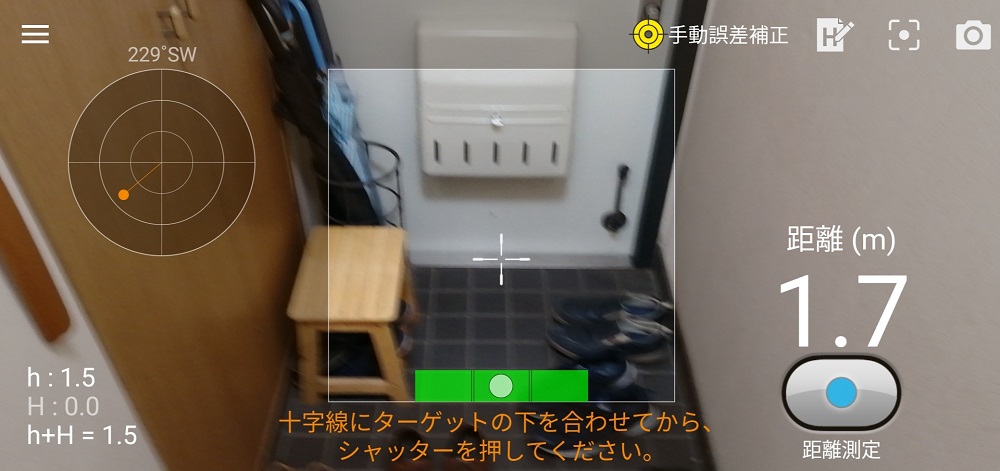 229°SW
手動誤差補正
H
距離 (m)
1.7
距離測定
h : 1.5
H : 0.0
h+H = 1.5
十字線にターゲットの下を合わせてから、
シャッターを押してください。